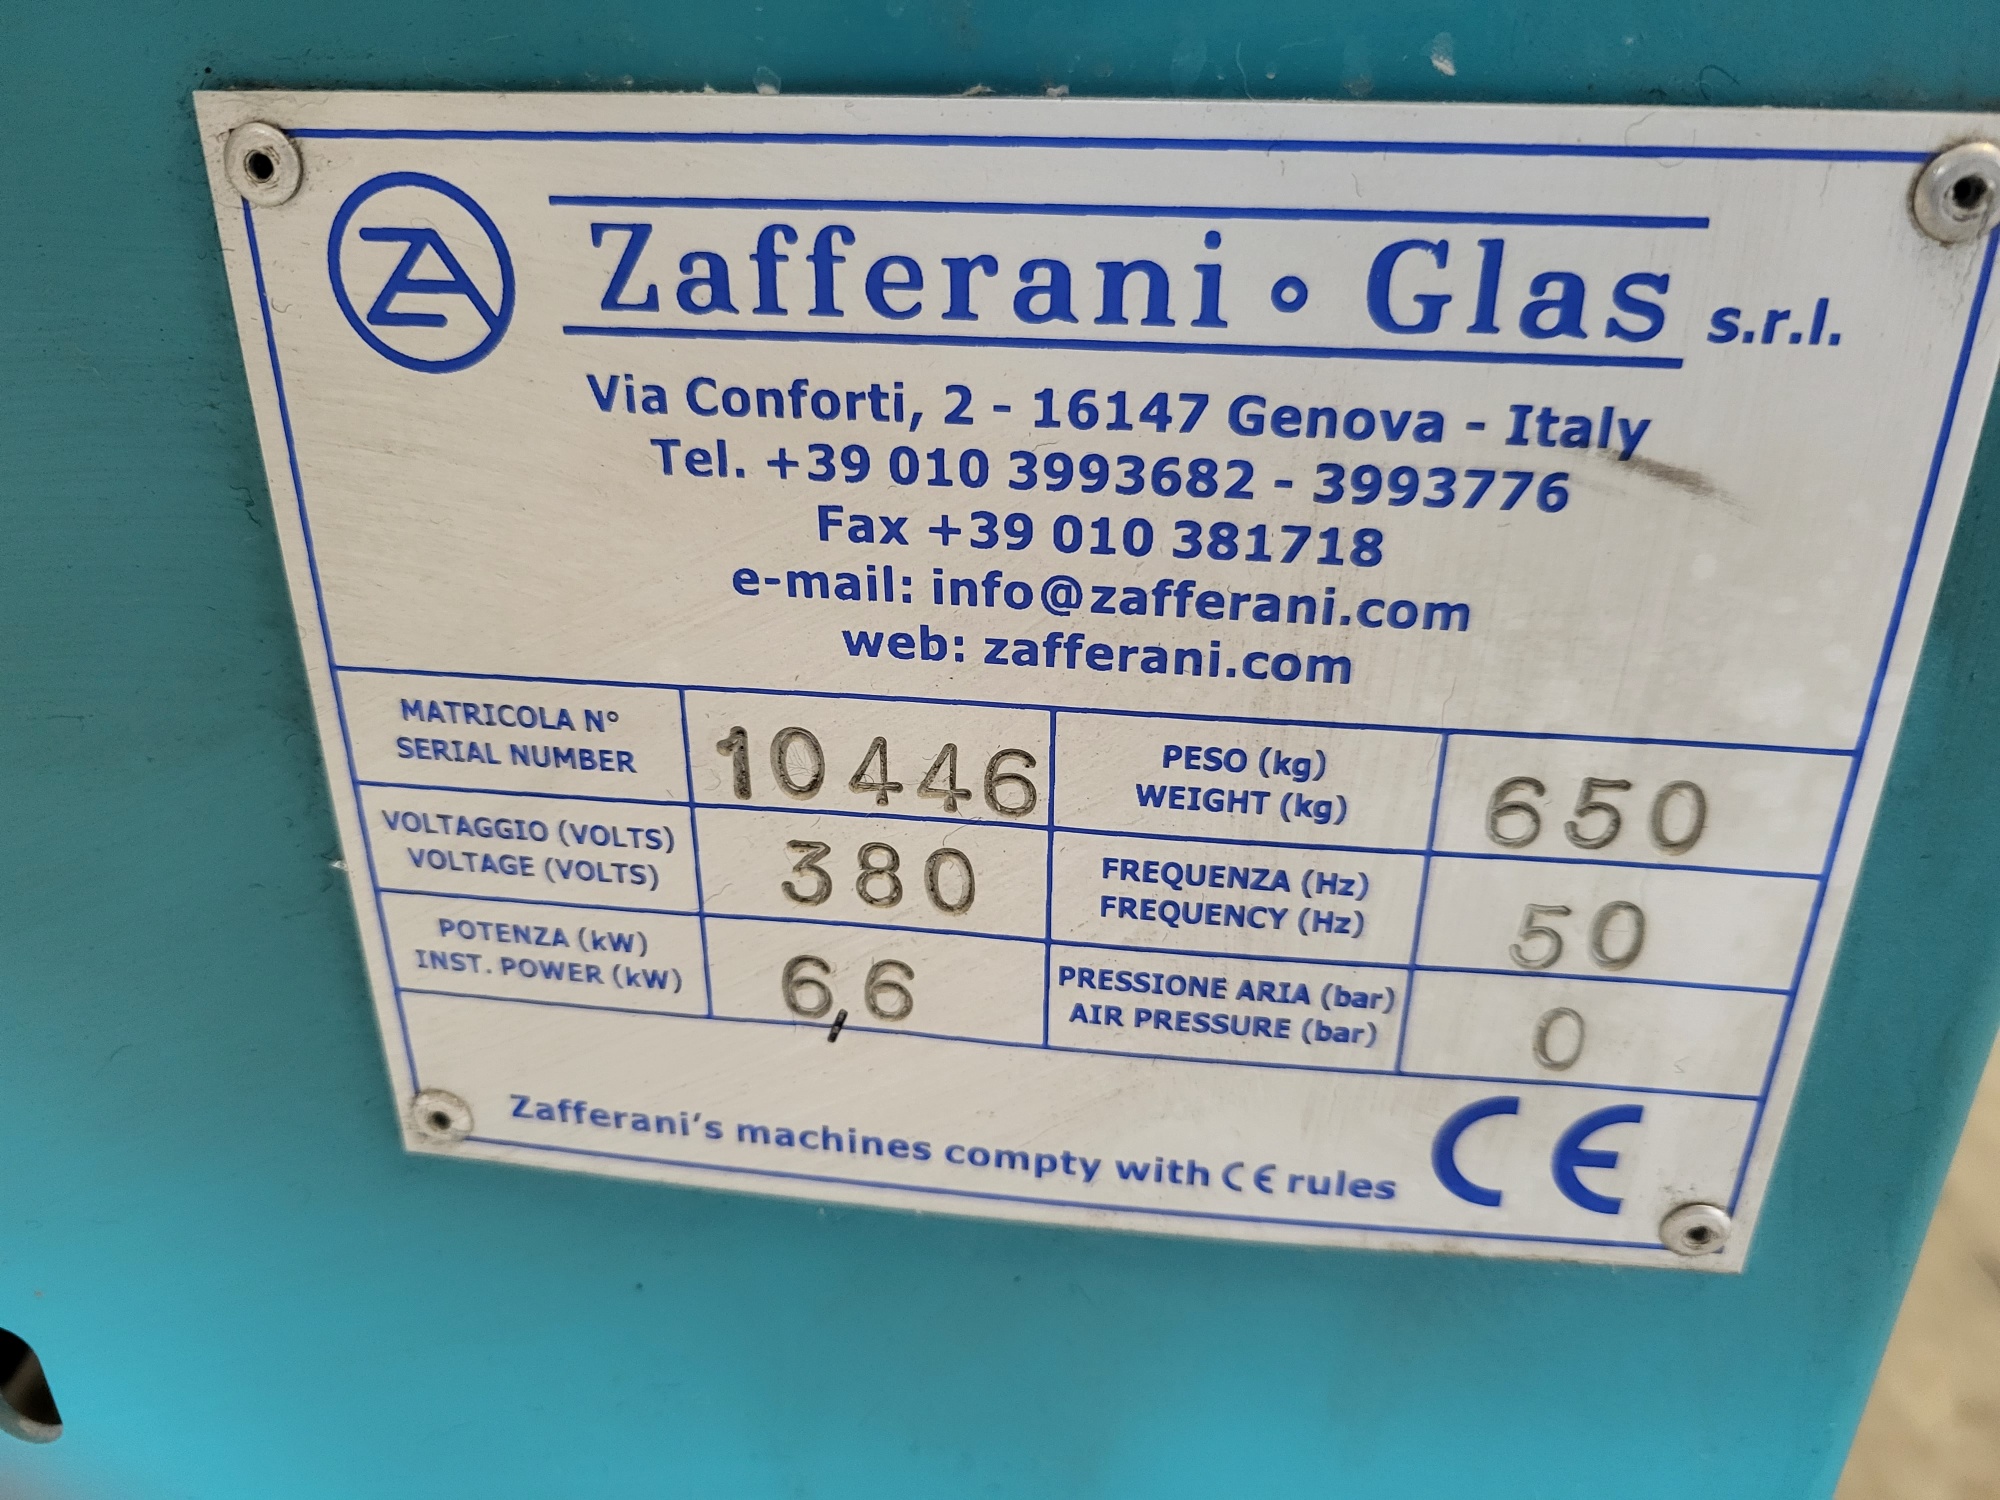 ZA
Zafferani ∘ Glas s.r.l.
Via Conforti, 2 - 16147 Genova - Italy
Tel. +39 010 3993682 - 3993776
Fax +39 010 381718
e-mail: info@zafferani.com
web: zafferani.com
MATRICOLA N°
SERIAL NUMBER
10446
PESO (kg)
WEIGHT (kg)
650
VOLTAGGIO (VOLTS)
VOLTAGE (VOLTS)
380
FREQUENZA (Hz)
FREQUENCY (Hz)
50
POTENZA (kW)
INST. POWER (kW)
6,6
PRESSIONE ARIA (bar)
AIR PRESSURE (bar)
0
Zafferani’s machines compty with CE rules
CE